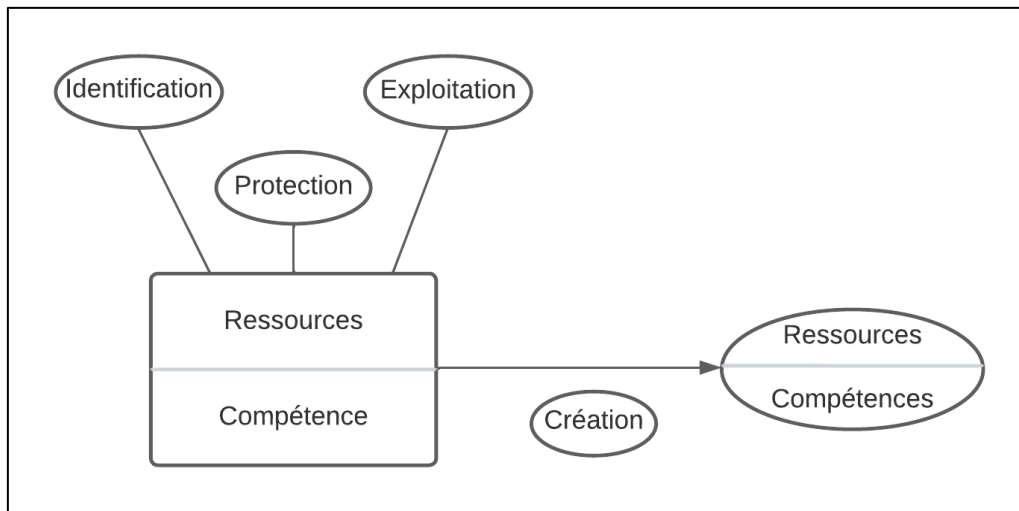 Identification
Exploitation
Protection
Ressources
Compétence
Création
Ressources
Compétences